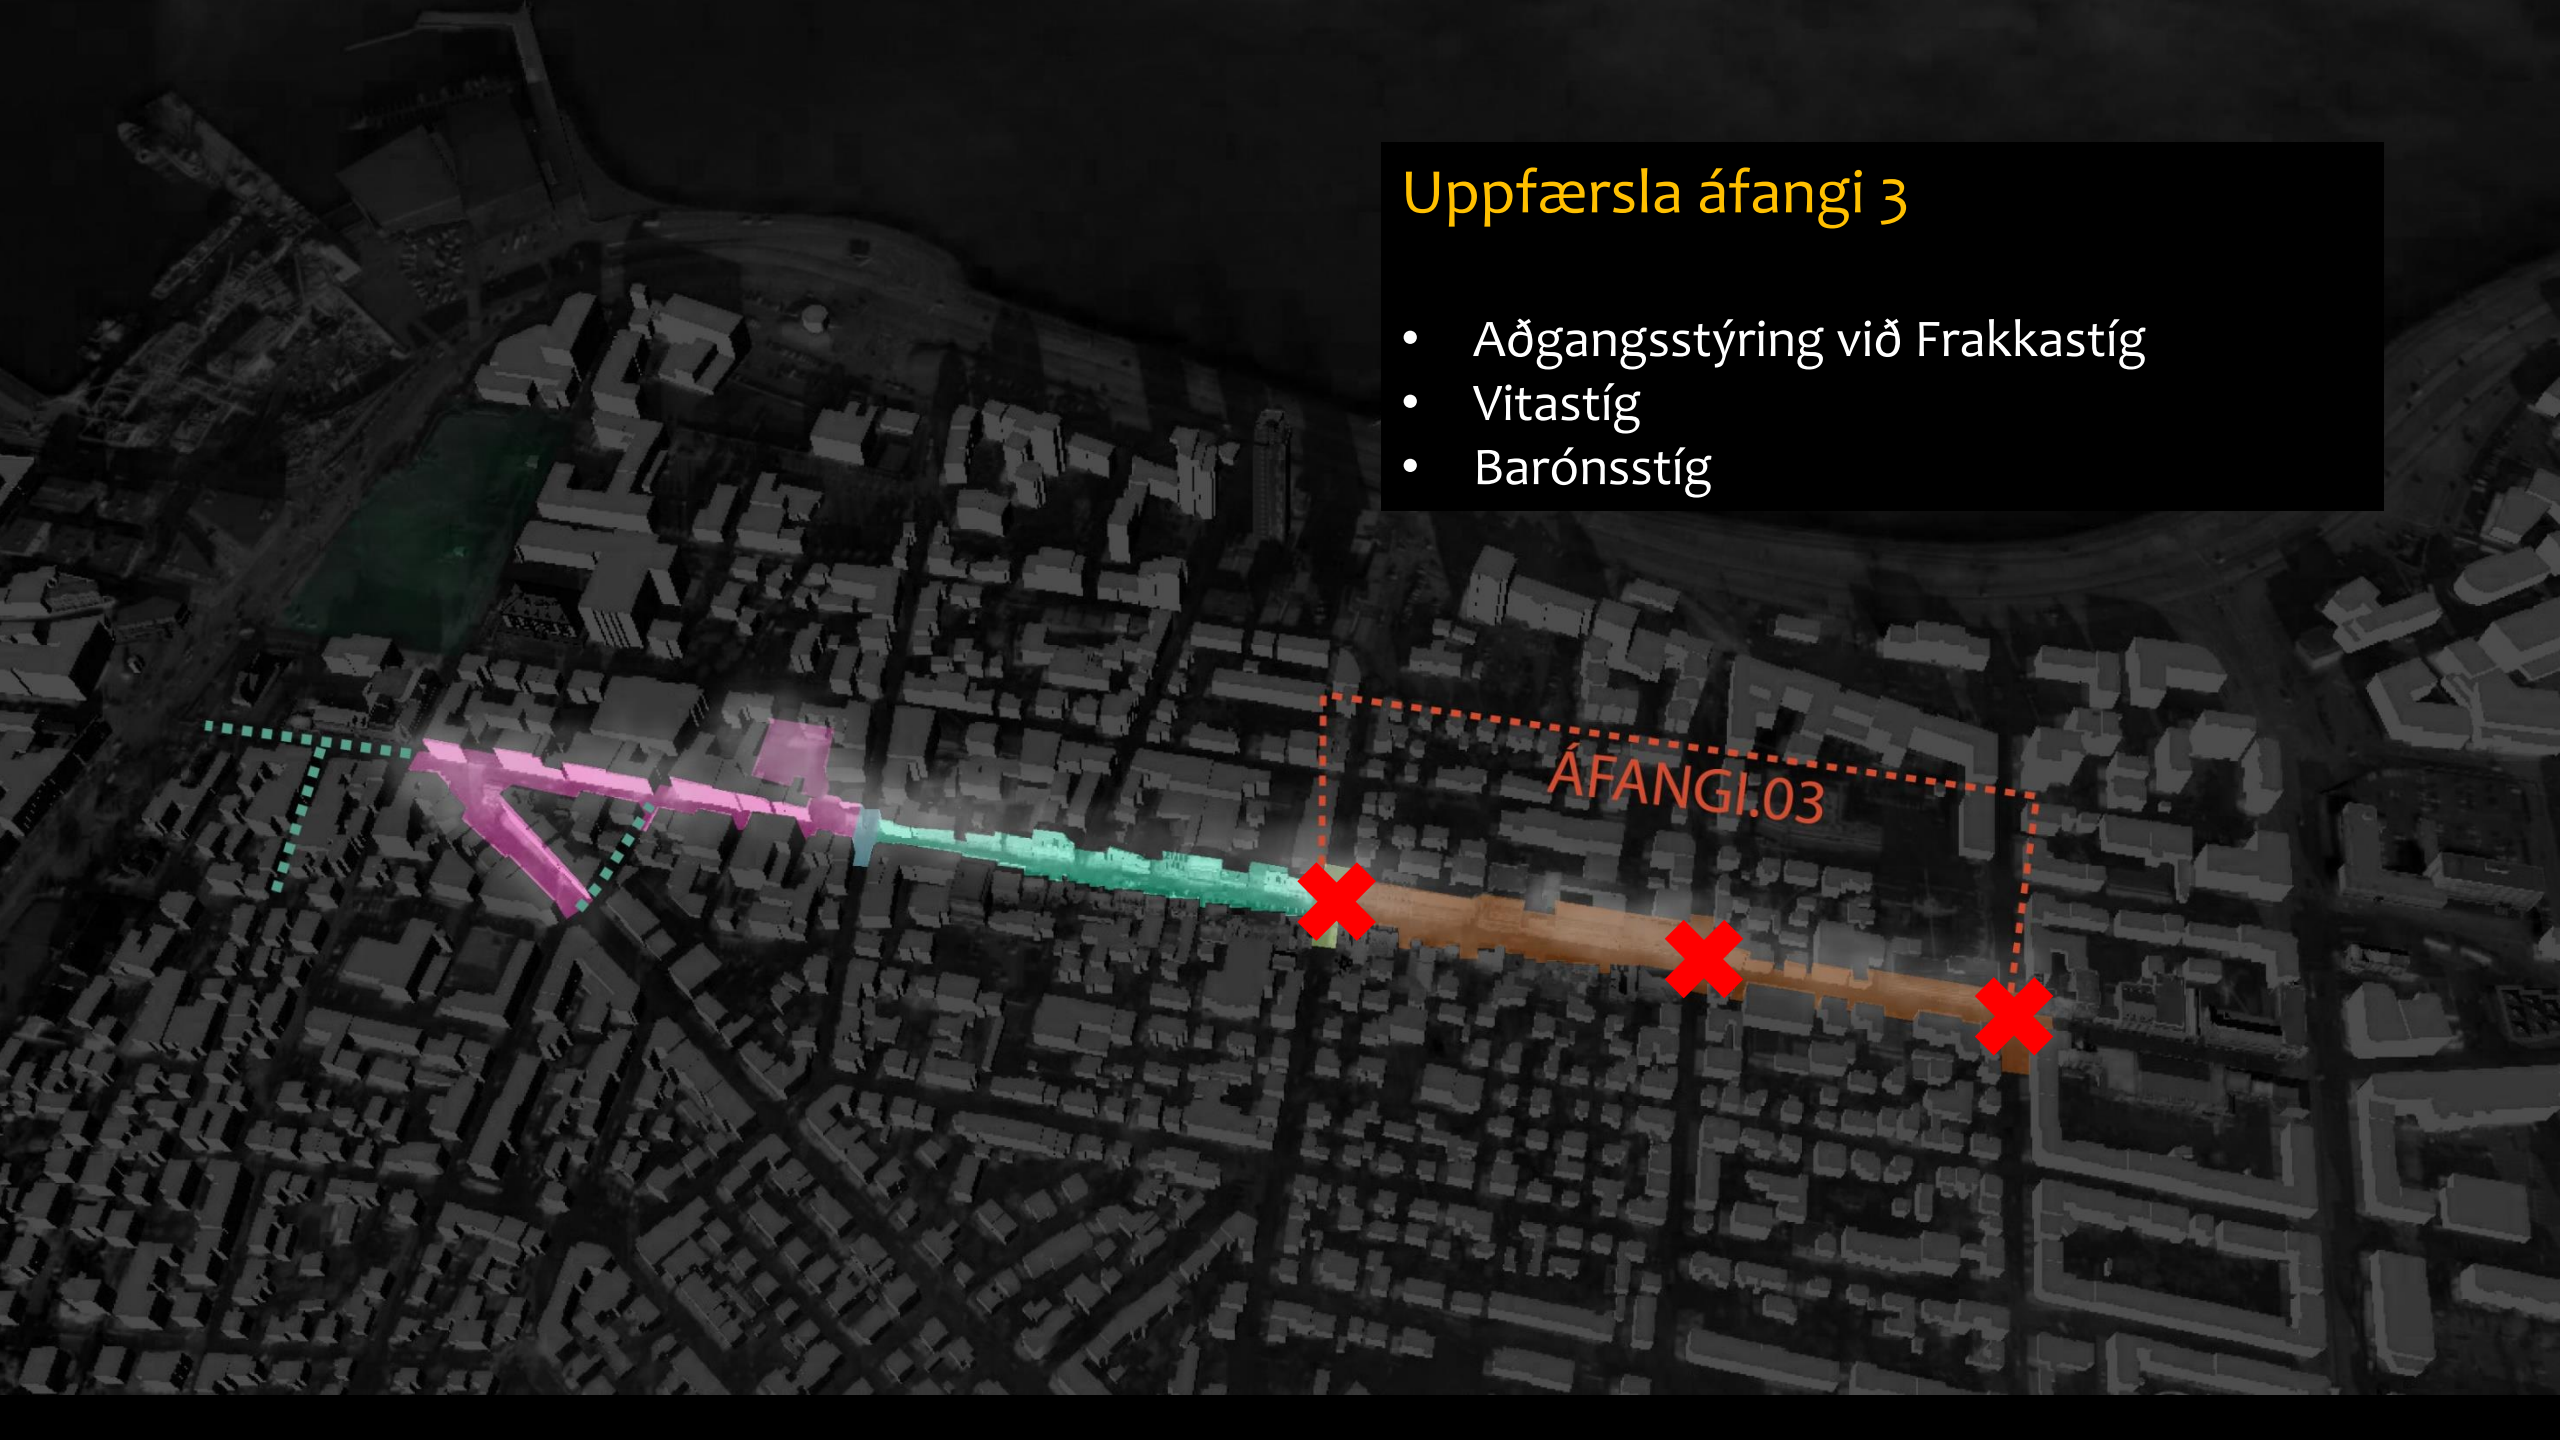 Uppfærsla áfangi 3
• Aðgangsstýring við Frakkastíg
• Vitastíg
• Barónsstíg
ÁFANGI.03